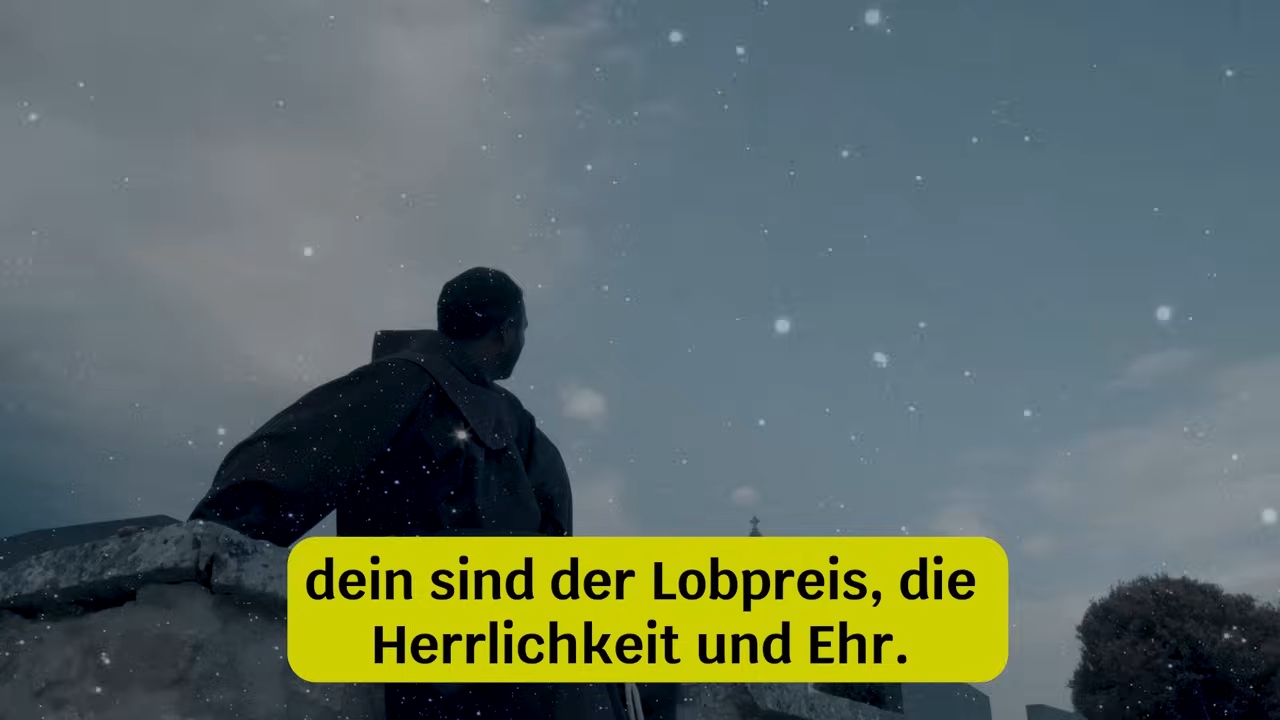 dein sind der Lobpreis, die
Herrlichkeit und Ehr.